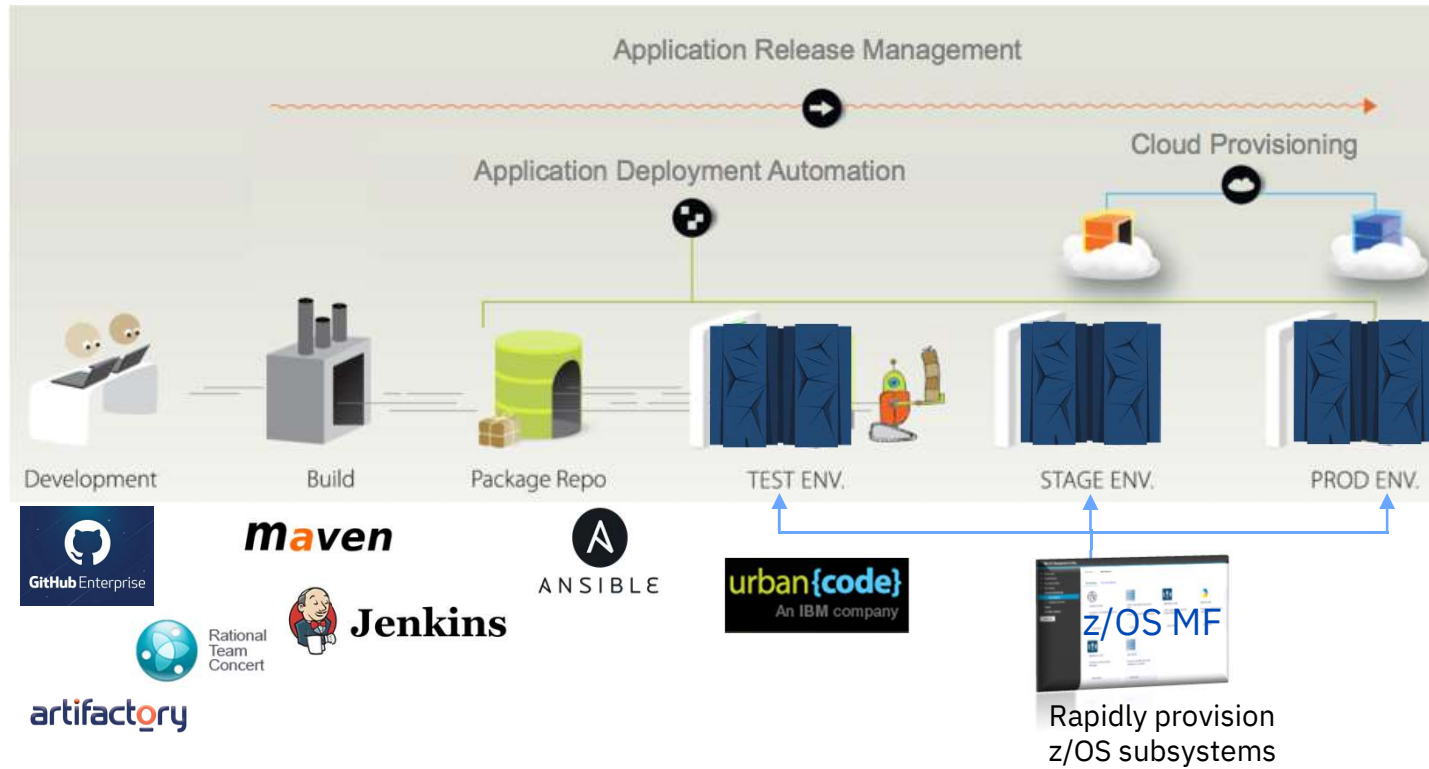 Application Release Management
Cloud Provisioning
Application Deployment Automation
Development
Build
Package Repo
TEST ENV.
STAGE ENV.
PROD ENV.
GitHub Enterprise
maven
ANSIBLE
urban{code}
An IBM company
z/OS MF
Jenkins
Rational
Team
Concert
artifactory
Rapidly provision
z/OS subsystems